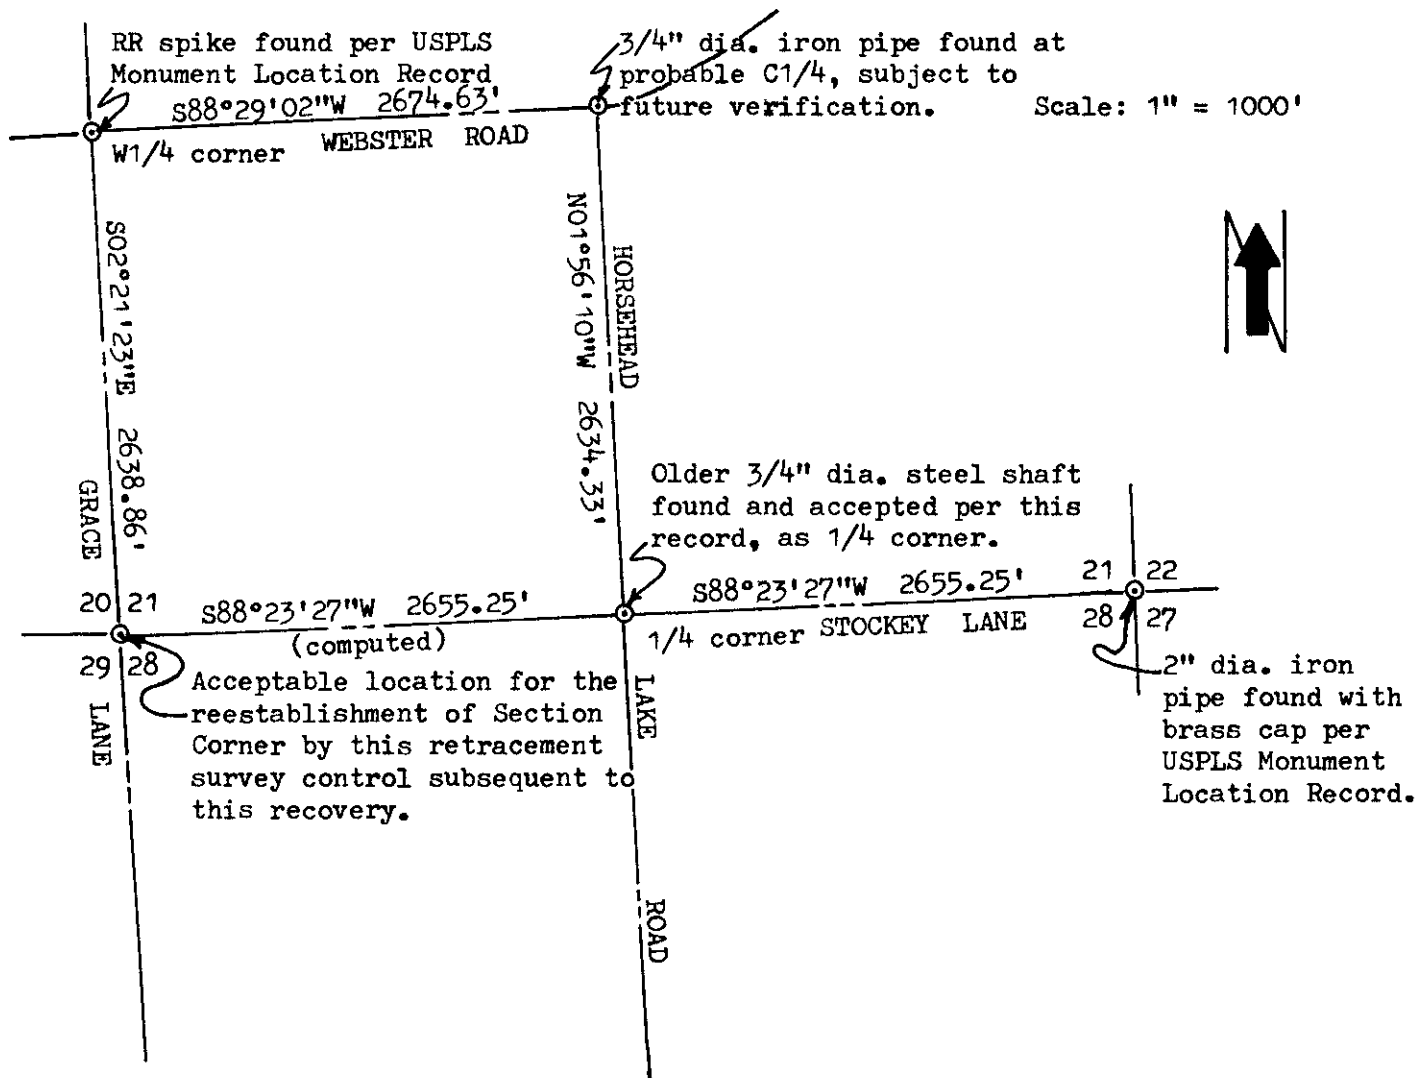 RR spike found per USPLS
Monument Location Record
3/4" dia. iron pipe found at
probable C1/4, subject to
future verification.
Scale: 1" = 1000'
S88°29'02"W 2674.63'
W1/4 corner
WEBSTER ROAD
S02°21'23"E 2638.86'
N01°56'10"W 2634.33'
HORSEHEAD
GRACE
Older 3/4" dia. steel shaft
found and accepted per this
record, as 1/4 corner.
20 21
S88°23'27"W 2655.25'
(computed)
S88°23'27"W 2655.25'
21 22
1/4 corner
STOCKEY LANE
28 27
29 28
LANE
Acceptable location for the
reestablishment of Section
Corner by this retracement
survey control subsequent to
this recovery.
LAKE
2" dia. iron
pipe found with
brass cap per
USPLS Monument
Location Record.
ROAD